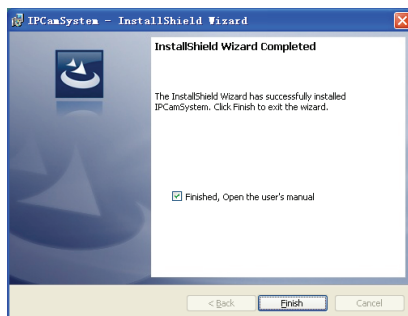 IPCamSystem - InstallShield Wizard
InstallShield Wizard Completed
The InstallShield Wizard has successfully installed
IPCamSystem. Click Finish to exit the wizard.
Finished, Open the user's manual
< Back
Finish
Cancel